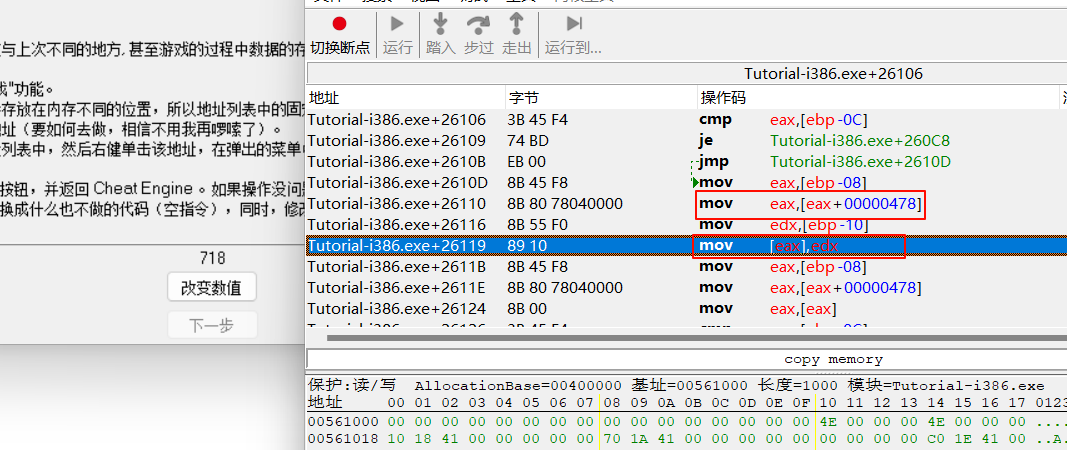 切换断点 运行 踏入 步过 走出 运行到...
与上次不同的地方, 甚至游戏的过程中数据的存
Tutorial-i386.exe+26106
"功能。
存放在内存不同的位置，所以地址列表中的固定
地址（要如何去做，相信不用我再啰嗦了）。
列表中，然后右健单击该地址，在弹出的菜单中
按钮，并返回 Cheat Engine 。如果操作没问题
换成什么也不做的代码（空指令），同时，修改
718
改变数值
下一步
地址 字节 操作码
Tutorial-i386.exe+26106 3B 45 F4 cmp eax,[ebp-0C]
Tutorial-i386.exe+26109 74 BD je Tutorial-i386.exe+260C8
Tutorial-i386.exe+2610B EB 00 jmp Tutorial-i386.exe+2610D
Tutorial-i386.exe+2610D 8B 45 F8 mov eax,[ebp-08]
Tutorial-i386.exe+26110 8B 80 78040000 mov eax,[eax+00000478]
Tutorial-i386.exe+26116 8B 55 F0 mov edx,[ebp-10]
Tutorial-i386.exe+26119 89 10 mov [eax],edx
Tutorial-i386.exe+2611B 8B 45 F8 mov eax,[ebp-08]
Tutorial-i386.exe+2611E 8B 80 78040000 mov eax,[eax+00000478]
Tutorial-i386.exe+26124 8B 00 mov eax,[eax]
copy memory
保护:读/写 AllocationBase=00400000 基址=00561000 长度=1000 模块=Tutorial-i386.exe
地址 00 01 02 03 04 05 06 07 08 09 0A 0B 0C 0D 0E 0F 10 11 12 13 14 15 16 17 0123
00561000 00 00 00 00 00 00 00 00 00 00 00 00 00 00 00 00 4E 00 00 00 4E 00 00 00 ....
00561018 10 18 41 00 00 00 00 00 70 1A 41 00 00 00 00 00 00 00 00 00 C0 1E 41 00 ..A.